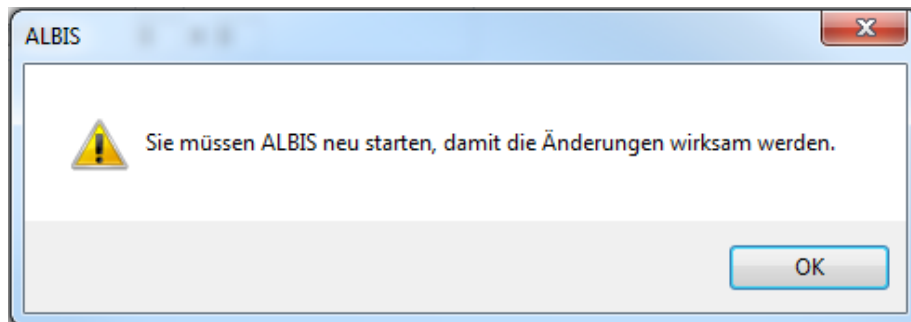 ALBIS
Sie müssen ALBIS neu starten, damit die Änderungen wirksam werden.
OK